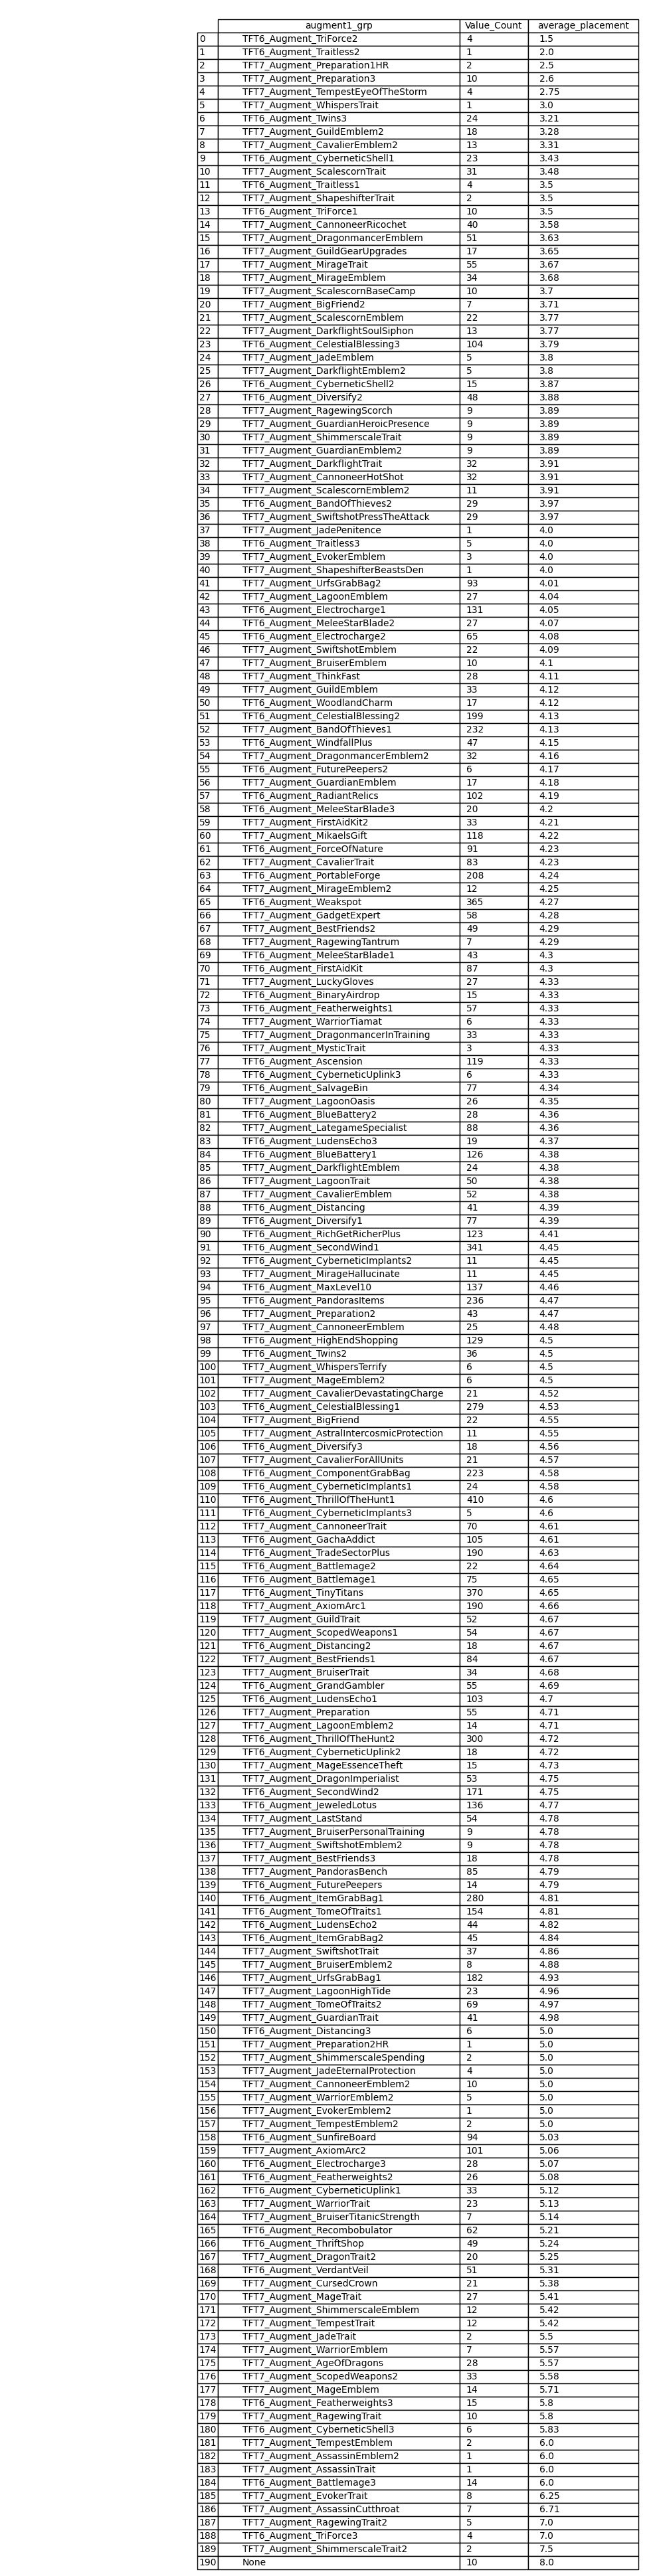 augment1_grp Value_Count average_placement
0 TFT6_Augment_TriForce2 4 1.5
1 TFT6_Augment_Traitless2 1 2.0
2 TFT7_Augment_Preparation1HR 2 2.5
3 TFT7_Augment_Preparation3 10 2.6
4 TFT7_Augment_TempestEyeOfTheStorm 4 2.75
5 TFT7_Augment_WhispersTrait 1 3.0
6 TFT6_Augment_Twins3 24 3.21
7 TFT7_Augment_GuildEmblem2 18 3.28
8 TFT7_Augment_CavalierEmblem2 13 3.31
9 TFT6_Augment_CyberneticShell1 23 3.43
10 TFT7_Augment_ScalescornTrait 31 3.48
11 TFT6_Augment_Traitless1 4 3.5
12 TFT7_Augment_ShapeshifterTrait 2 3.5
13 TFT6_Augment_TriForce1 10 3.5
14 TFT7_Augment_CannoneerRicochet 40 3.58
15 TFT7_Augment_DragonmancerEmblem 51 3.63
16 TFT7_Augment_GuildGearUpgrades 17 3.65
17 TFT7_Augment_MirageTrait 55 3.67
18 TFT7_Augment_MirageEmblem 34 3.68
19 TFT7_Augment_ScalescornBaseCamp 10 3.7
20 TFT7_Augment_BigFriend2 7 3.71
21 TFT7_Augment_ScalescornEmblem 22 3.77
22 TFT7_Augment_DarkflightSoulSiphon 13 3.77
23 TFT6_Augment_CelestialBlessing3 104 3.79
24 TFT7_Augment_JadeEmblem 5 3.8
25 TFT7_Augment_DarkflightEmblem2 5 3.8
26 TFT6_Augment_CyberneticShell2 15 3.87
27 TFT6_Augment_Diversify2 48 3.88
28 TFT7_Augment_RagewingScorch 9 3.89
29 TFT7_Augment_GuardianHeroicPresence 9 3.89
30 TFT7_Augment_ShimmerscaleTrait 9 3.89
31 TFT7_Augment_GuardianEmblem2 9 3.89
32 TFT7_Augment_DarkflightTrait 32 3.91
33 TFT7_Augment_CannoneerHotShot 32 3.91
34 TFT7_Augment_ScalescornEmblem2 11 3.91
35 TFT7_Augment_BandOfThieves2 29 3.97
36 TFT7_Augment_SwiftshotPressTheAttack 29 3.97
37 TFT7_Augment_JadePenitence 1 4.0
38 TFT6_Augment_Traitless3 5 4.0
39 TFT7_Augment_EvokerEmblem 3 4.0
40 TFT7_Augment_ShapeshifterBeastsDen 1 4.0
41 TFT7_Augment_UrfsGrabBag2 93 4.01
42 TFT7_Augment_LagoonEmblem 27 4.04
43 TFT6_Augment_Electrocharge1 131 4.05
44 TFT6_Augment_MeleeStarBlade2 27 4.07
45 TFT6_Augment_Electrocharge2 65 4.08
46 TFT7_Augment_SwiftshotEmblem 22 4.09
47 TFT7_Augment_BruiserEmblem 10 4.1
48 TFT7_Augment_ThinkFast 28 4.11
49 TFT7_Augment_GuildEmblem 33 4.12
50 TFT6_Augment_WoodlandCharm 17 4.12
51 TFT6_Augment_CelestialBlessing2 199 4.13
52 TFT7_Augment_BandOfThieves1 232 4.13
53 TFT6_Augment_WindfallPlus 47 4.15
54 TFT7_Augment_DragonmancerEmblem2 32 4.16
55 TFT6_Augment_FuturePeepers2 6 4.17
56 TFT7_Augment_GuardianEmblem 17 4.18
57 TFT6_Augment_RadiantRelics 102 4.19
58 TFT6_Augment_MeleeStarBlade3 20 4.2
59 TFT7_Augment_FirstAidKit2 33 4.21
60 TFT7_Augment_MikaelsGift 118 4.22
61 TFT6_Augment_ForceOfNature 91 4.23
62 TFT7_Augment_CavalierTrait 83 4.23
63 TFT6_Augment_PortableForge 208 4.24
64 TFT7_Augment_MirageEmblem2 12 4.25
65 TFT6_Augment_Weakspot 365 4.27
66 TFT7_Augment_GadgetExpert 58 4.28
67 TFT7_Augment_BestFriends2 49 4.29
68 TFT7_Augment_RagewingTantrum 7 4.29
69 TFT6_Augment_MeleeStarBlade1 43 4.3
70 TFT6_Augment_FirstAidKit 87 4.3
71 TFT7_Augment_LuckyGloves 27 4.33
72 TFT6_Augment_BinaryAirdrop 15 4.33
73 TFT6_Augment_Featherweights1 57 4.33
74 TFT7_Augment_WarriorTiamat 6 4.33
75 TFT7_Augment_DragonmancerInTraining 33 4.33
76 TFT7_Augment_MysticTrait 3 4.33
77 TFT6_Augment_Ascension 119 4.33
78 TFT6_Augment_CyberneticUplink3 6 4.33
79 TFT6_Augment_SalvageBin 77 4.34
80 TFT7_Augment_LagoonOasis 26 4.35
81 TFT6_Augment_BlueBattery2 28 4.36
82 TFT7_Augment_LategameSpecialist 88 4.36
83 TFT6_Augment_LudensEcho3 19 4.37
84 TFT6_Augment_BlueBattery1 126 4.38
85 TFT7_Augment_DarkflightEmblem 24 4.38
86 TFT7_Augment_LagoonTrait 50 4.38
87 TFT7_Augment_CavalierEmblem 52 4.38
88 TFT6_Augment_Distancing 41 4.39
89 TFT6_Augment_Diversify1 77 4.39
90 TFT6_Augment_RichGetRicherPlus 123 4.41
91 TFT6_Augment_SecondWind1 341 4.45
92 TFT6_Augment_CyberneticImplants2 11 4.45
93 TFT7_Augment_MirageHallucinate 11 4.45
94 TFT6_Augment_MaxLevel10 137 4.46
95 TFT6_Augment_PandorasItems 236 4.47
96 TFT7_Augment_Preparation2 43 4.47
97 TFT7_Augment_CannoneerEmblem 25 4.48
98 TFT6_Augment_HighEndShopping 129 4.5
99 TFT6_Augment_Twins2 36 4.5
100 TFT7_Augment_WhispersTerrify 6 4.5
101 TFT7_Augment_MageEmblem2 6 4.5
102 TFT7_Augment_CavalierDevastatingCharge 21 4.52
103 TFT6_Augment_CelestialBlessing1 279 4.53
104 TFT7_Augment_BigFriend 22 4.55
105 TFT7_Augment_AstralIntercosmicProtection 11 4.55
106 TFT6_Augment_Diversify3 18 4.56
107 TFT7_Augment_CavalierForAllUnits 21 4.57
108 TFT6_Augment_ComponentGrabBag 223 4.58
109 TFT6_Augment_CyberneticImplants1 24 4.58
110 TFT6_Augment_ThrillOfTheHunt1 410 4.6
111 TFT6_Augment_CyberneticImplants3 5 4.6
112 TFT7_Augment_CannoneerTrait 70 4.61
113 TFT7_Augment_GachaAddict 105 4.61
114 TFT6_Augment_TradeSectorPlus 190 4.63
115 TFT6_Augment_Battlemage2 22 4.64
116 TFT6_Augment_Battlemage1 75 4.65
117 TFT6_Augment_TinyTitans 370 4.65
118 TFT7_Augment_AxiomArc1 190 4.66
119 TFT7_Augment_GuildTrait 52 4.67
120 TFT7_Augment_ScopedWeapons1 54 4.67
121 TFT6_Augment_Distancing2 18 4.67
122 TFT7_Augment_BestFriends1 84 4.67
123 TFT7_Augment_BruiserTrait 34 4.68
124 TFT6_Augment_GrandGambler 55 4.69
125 TFT6_Augment_LudensEcho1 103 4.7
126 TFT7_Augment_Preparation 55 4.71
127 TFT7_Augment_LagoonEmblem2 14 4.71
128 TFT6_Augment_ThrillOfTheHunt2 300 4.72
129 TFT6_Augment_CyberneticUplink2 18 4.72
130 TFT7_Augment_MageEssenceTheft 15 4.73
131 TFT7_Augment_DragonImperialist 53 4.75
132 TFT6_Augment_SecondWind2 171 4.75
133 TFT6_Augment_JeweledLotus 136 4.77
134 TFT7_Augment_LastStand 54 4.78
135 TFT7_Augment_BruiserPersonalTraining 9 4.78
136 TFT7_Augment_SwiftshotEmblem2 9 4.78
137 TFT7_Augment_BestFriends3 18 4.78
138 TFT7_Augment_PandorasBench 85 4.79
139 TFT6_Augment_FuturePeepers 14 4.79
140 TFT6_Augment_ItemGrabBag1 280 4.81
141 TFT6_Augment_TomeOfTraits1 154 4.81
142 TFT6_Augment_LudensEcho2 44 4.82
143 TFT6_Augment_ItemGrabBag2 45 4.84
144 TFT7_Augment_SwiftshotTrait 37 4.86
145 TFT7_Augment_BruiserEmblem2 8 4.88
146 TFT7_Augment_UrfsGrabBag1 182 4.93
147 TFT7_Augment_LagoonHighTide 23 4.96
148 TFT7_Augment_TomeOfTraits2 69 4.97
149 TFT7_Augment_GuardianTrait 41 4.98
150 TFT6_Augment_Distancing3 6 5.0
151 TFT7_Augment_Preparation2HR 1 5.0
152 TFT7_Augment_ShimmerscaleSpending 2 5.0
153 TFT7_Augment_JadeEternalProtection 4 5.0
154 TFT7_Augment_CannoneerEmblem2 10 5.0
155 TFT7_Augment_WarriorEmblem2 5 5.0
156 TFT7_Augment_EvokerEmblem2 1 5.0
157 TFT7_Augment_TempestEmblem2 2 5.0
158 TFT6_Augment_SunfireBoard 94 5.03
159 TFT7_Augment_AxiomArc2 101 5.06
160 TFT6_Augment_Electrocharge3 28 5.07
161 TFT6_Augment_Featherweights2 26 5.08
162 TFT6_Augment_CyberneticUplink1 33 5.12
163 TFT7_Augment_WarriorTrait 23 5.13
164 TFT7_Augment_BruiserTitanicStrength 7 5.14
165 TFT6_Augment_Recombobulator 62 5.21
166 TFT6_Augment_ThriftShop 49 5.24
167 TFT7_Augment_DragonTrait2 20 5.25
168 TFT6_Augment_VerdantVeil 51 5.31
169 TFT7_Augment_CursedCrown 21 5.38
170 TFT7_Augment_MageTrait 27 5.41
171 TFT7_Augment_ShimmerscaleEmblem 12 5.42
172 TFT7_Augment_TempestTrait 12 5.42
173 TFT7_Augment_JadeTrait 2 5.5
174 TFT7_Augment_WarriorEmblem 7 5.57
175 TFT7_Augment_AgeOfDragons 28 5.57
176 TFT7_Augment_ScopedWeapons2 33 5.58
177 TFT7_Augment_MageEmblem 14 5.71
178 TFT6_Augment_Featherweights3 15 5.8
179 TFT7_Augment_RagewingTrait 10 5.8
180 TFT6_Augment_CyberneticShell3 6 5.83
181 TFT7_Augment_TempestEmblem 2 6.0
182 TFT7_Augment_AssassinEmblem2 1 6.0
183 TFT7_Augment_AssassinTrait 1 6.0
184 TFT6_Augment_Battlemage3 14 6.0
185 TFT7_Augment_EvokerTrait 8 6.25
186 TFT7_Augment_AssassinCutthroat 7 6.71
187 TFT7_Augment_RagewingTrait2 5 7.0
188 TFT6_Augment_TriForce3 4 7.0
189 TFT7_Augment_ShimmerscaleTrait2 2 7.5
190 None 10 8.0